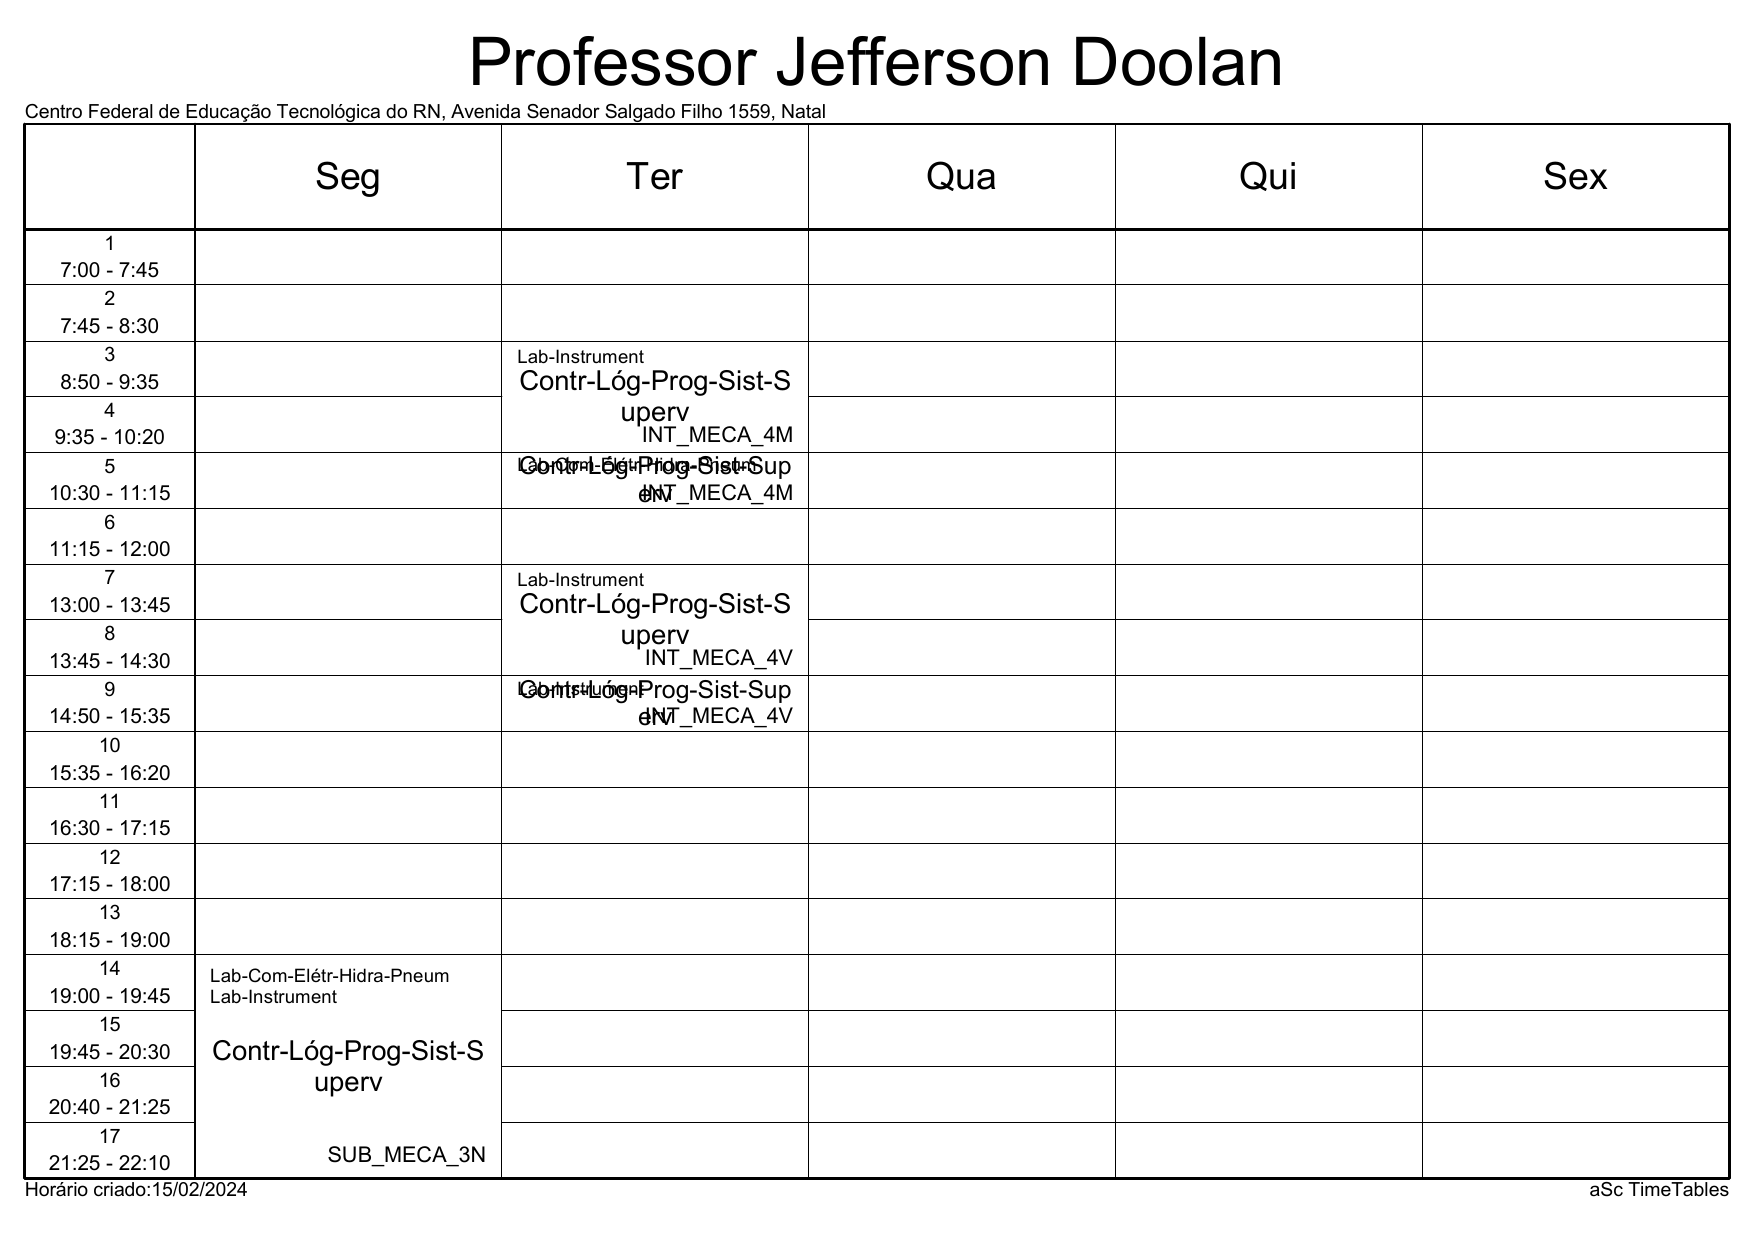 Professor Jefferson Doolan
Centro Federal de Educação Tecnológica do RN, Avenida Senador Salgado Filho 1559, Natal
Seg Ter Qua Qui Sex
1
7:00 - 7:45
2
7:45 - 8:30
3
8:50 - 9:35
Lab-Instrument
Contr-Lóg-Prog-Sist-S
uperv
INT_MECA_4M
4
9:35 - 10:20
5
10:30 - 11:15
Lab-Com-Elétr-Hidra-Pneum
Contr-Lóg-Prog-Sist-Sup
erv
INT_MECA_4M
6
11:15 - 12:00
7
13:00 - 13:45
Lab-Instrument
Contr-Lóg-Prog-Sist-S
uperv
INT_MECA_4V
8
13:45 - 14:30
9
14:50 - 15:35
Lab-Instrument
Contr-Lóg-Prog-Sist-Sup
erv
INT_MECA_4V
10
15:35 - 16:20
11
16:30 - 17:15
12
17:15 - 18:00
13
18:15 - 19:00
14
19:00 - 19:45
Lab-Com-Elétr-Hidra-Pneum
Lab-Instrument
Contr-Lóg-Prog-Sist-S
uperv
SUB_MECA_3N
15
19:45 - 20:30
16
20:40 - 21:25
17
21:25 - 22:10
Horário criado:15/02/2024
aSc TimeTables